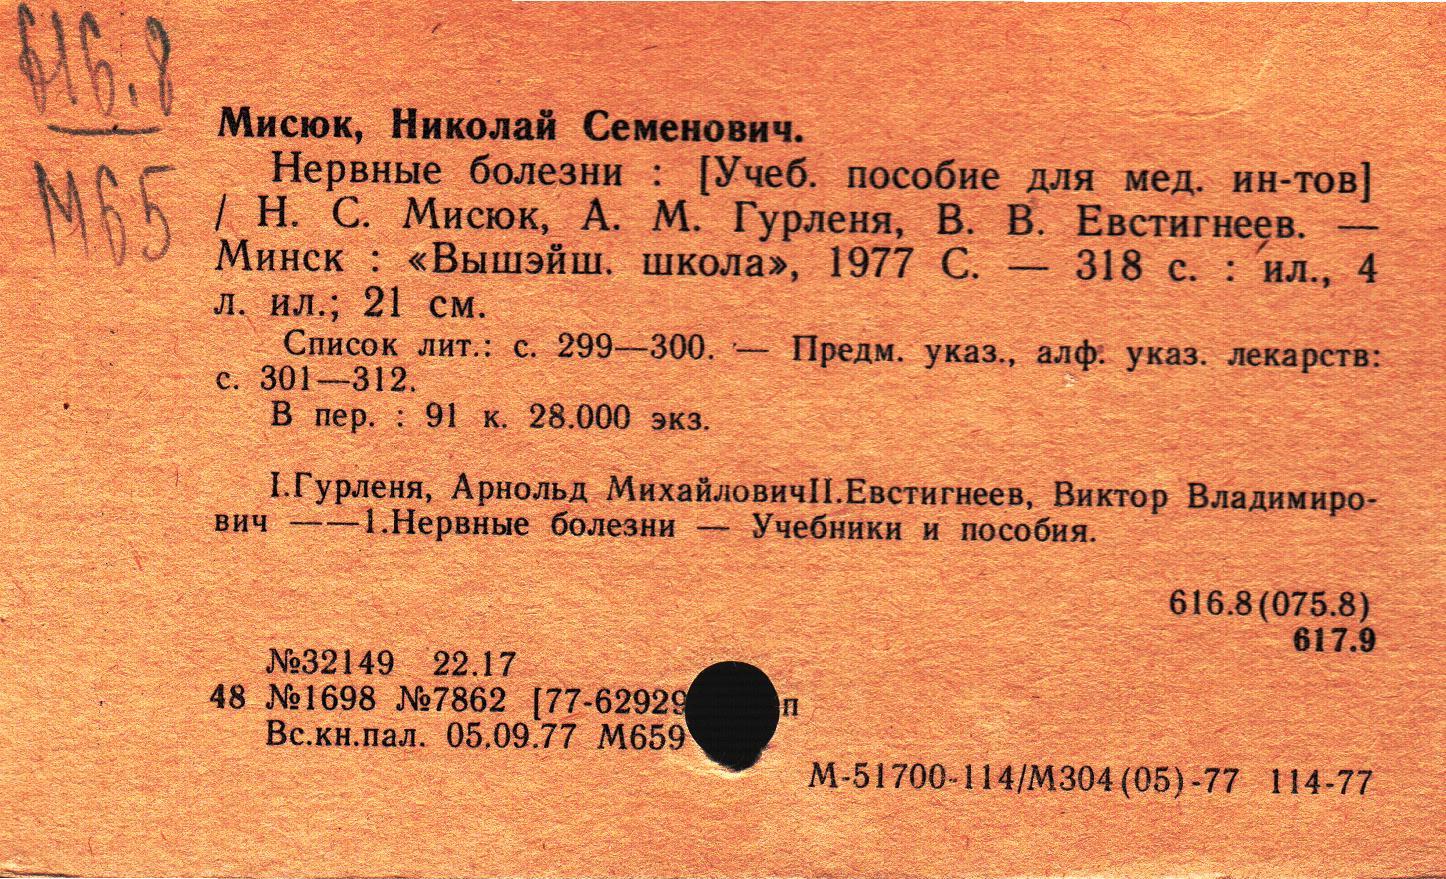 616.8
М65
Мисюк, Николай Семенович.
Нервные болезни : [Учеб. пособие для мед. ин-тов]
/ Н. С. Мисюк, А. М. Гурленя, В. В. Евстигнеев. —
Минск : «Вышэйш. школа», 1977 С. — 318 с. : ил., 4
л. ил.; 21 см.
Список лит.: с. 299—300. — Предм. указ., алф. указ. лекарств:
с. 301—312.
В пер. : 91 к. 28.000 экз.
I.Гурленя, Арнольд МихайловичII.Евстигнеев, Виктор Владимиро-
вич ——1.Нервные болезни — Учебники и пособия.
616.8(075.8)
617.9
№32149 22.17
48 №1698 №7862 [77-62929 п
Вс.кн.пал. 05.09.77 М659
М-51700-114/М304(05)-77 114-77